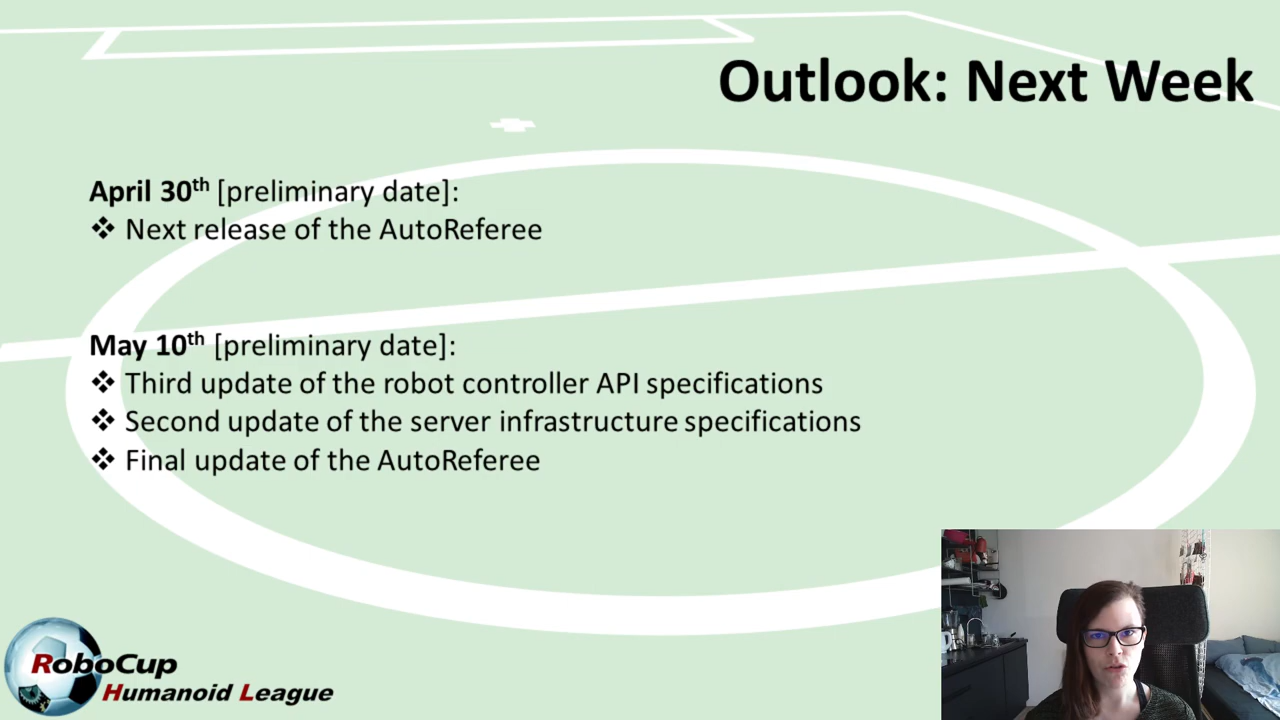 Outlook: Next Week
April 30th [preliminary date]:
❖ Next release of the AutoReferee
May 10th [preliminary date]:
❖ Third update of the robot controller API specifications
❖ Second update of the server infrastructure specifications
❖ Final update of the AutoReferee
RoboCup
Humanoid League